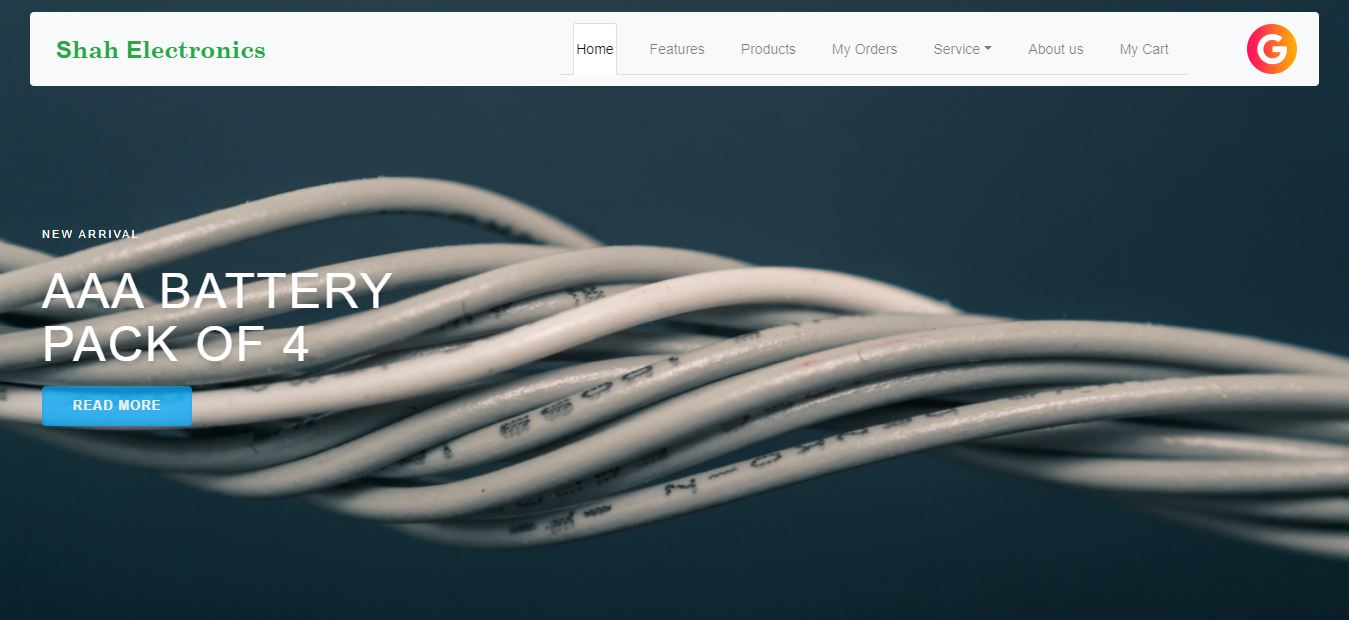 Shah Electronics
Home Features Products My Orders Service About us My Cart
G
NEW ARRIVAL
AAA BATTERY
PACK OF 4
READ MORE